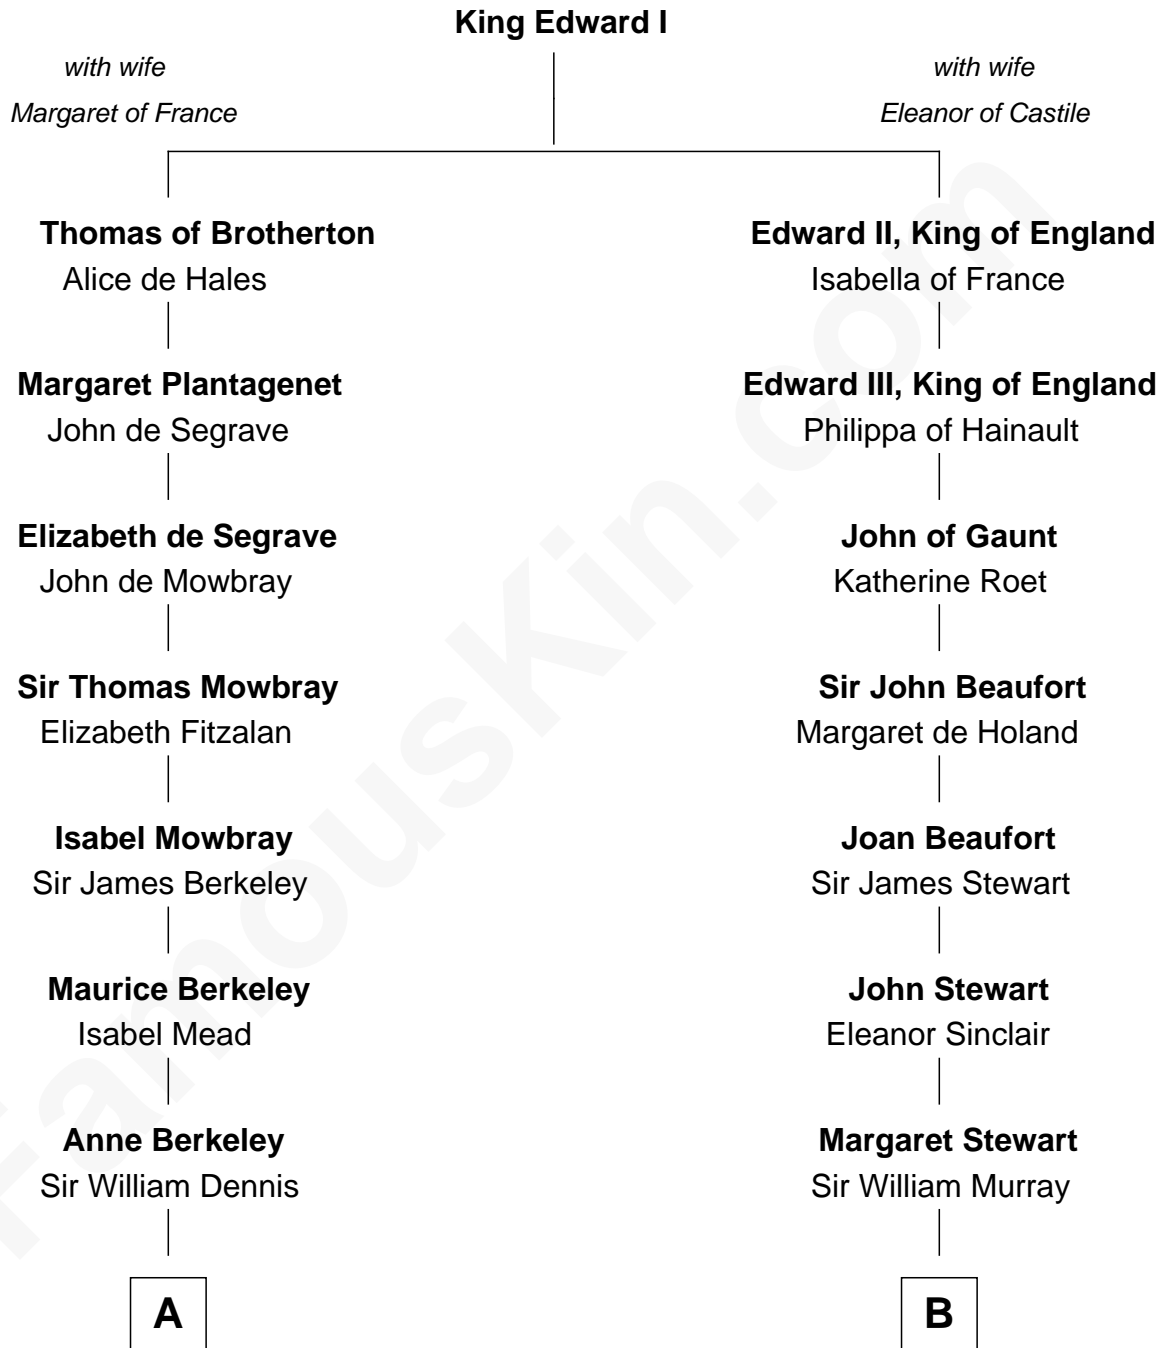 King Edward I
with wife
Margaret of France
with wife
Eleanor of Castile
Thomas of Brotherton
Alice de Hales
Edward II, King of England
Isabella of France
Margaret Plantagenet
John de Segrave
Edward III, King of England
Philippa of Hainault
Elizabeth de Segrave
John de Mowbray
John of Gaunt
Katherine Roet
Sir Thomas Mowbray
Elizabeth Fitzalan
Sir John Beaufort
Margaret de Holand
Isabel Mowbray
Sir James Berkeley
Joan Beaufort
Sir James Stewart
Maurice Berkeley
Isabel Mead
John Stewart
Eleanor Sinclair
Anne Berkeley
Sir William Dennis
Margaret Stewart
Sir William Murray
A
B
FamousKin.com